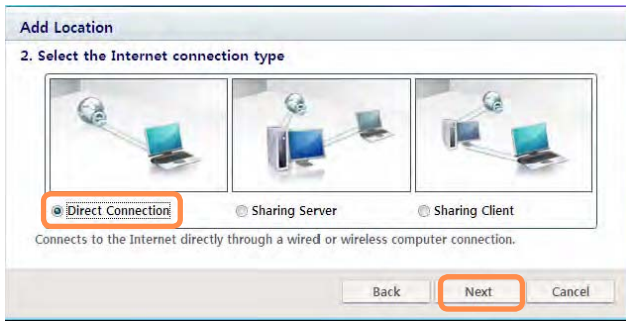 Add Location
2. Select the Internet connection type
Direct Connection Sharing Server Sharing Client
Connects to the Internet directly through a wired or wireless computer connection.
Back Next Cancel